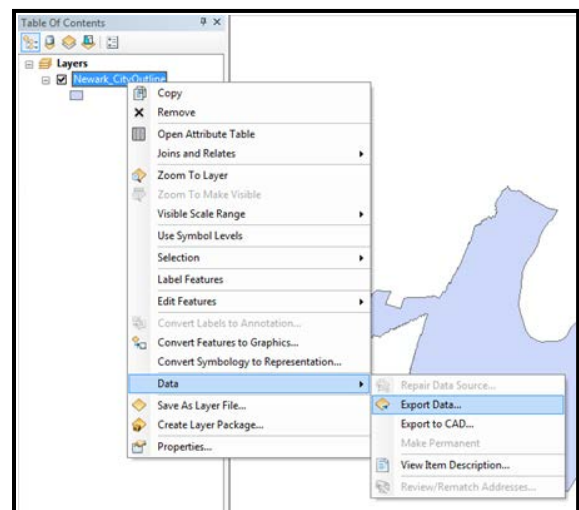 Table Of Contents
Layers
Newark_CityOutline
Copy
Remove
Open Attribute Table
Joins and Relates
Zoom To Layer
Zoom To Make Visible
Visible Scale Range
Use Symbol Levels
Selection
Label Features
Edit Features
Convert Labels to Annotation...
Convert Features to Graphics...
Convert Symbology to Representation...
Data
Save As Layer File...
Create Layer Package...
Properties...
Repair Data Source...
Export Data...
Export to CAD...
Make Permanent
View Item Description...
Review/Rematch Addresses...